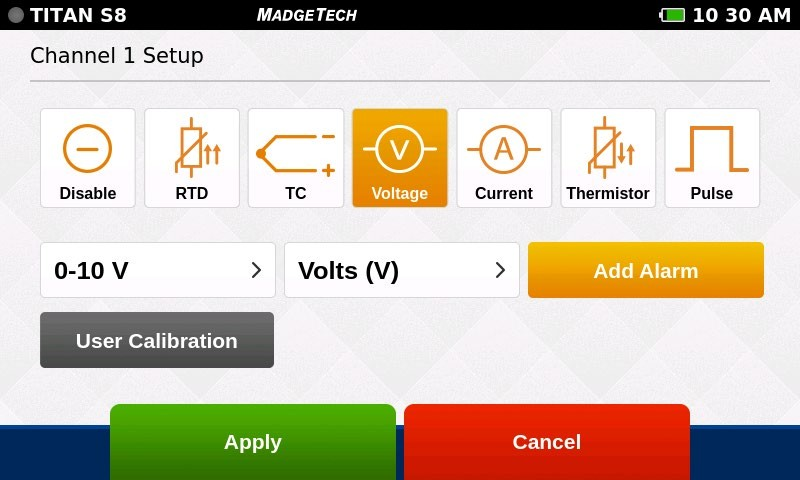 TITAN S8 MADGETECH 10 30 AM
Channel 1 Setup
Disable RTD TC Voltage Current Thermistor Pulse
V A
0-10 V Volts (V) Add Alarm
User Calibration
Apply Cancel